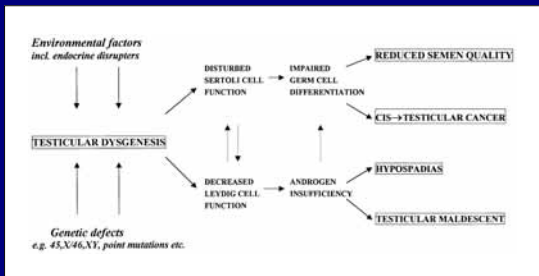 Environmental factors
incl. endocrine disrupters
TESTICULAR DYSGENESIS
Genetic defects
e.g. 45,X/46,XY, point mutations etc.
DISTURBED
SERTOLI CELL
FUNCTION
IMPAIRED
GERM CELL
DIFFERENTIATION
DECREASED
LEYDIG CELL
FUNCTION
ANDROGEN
INSUFFICIENCY
REDUCED SEMEN QUALITY
CIS→TESTICULAR CANCER
HYPOSPADIAS
TESTICULAR MALDESCENT